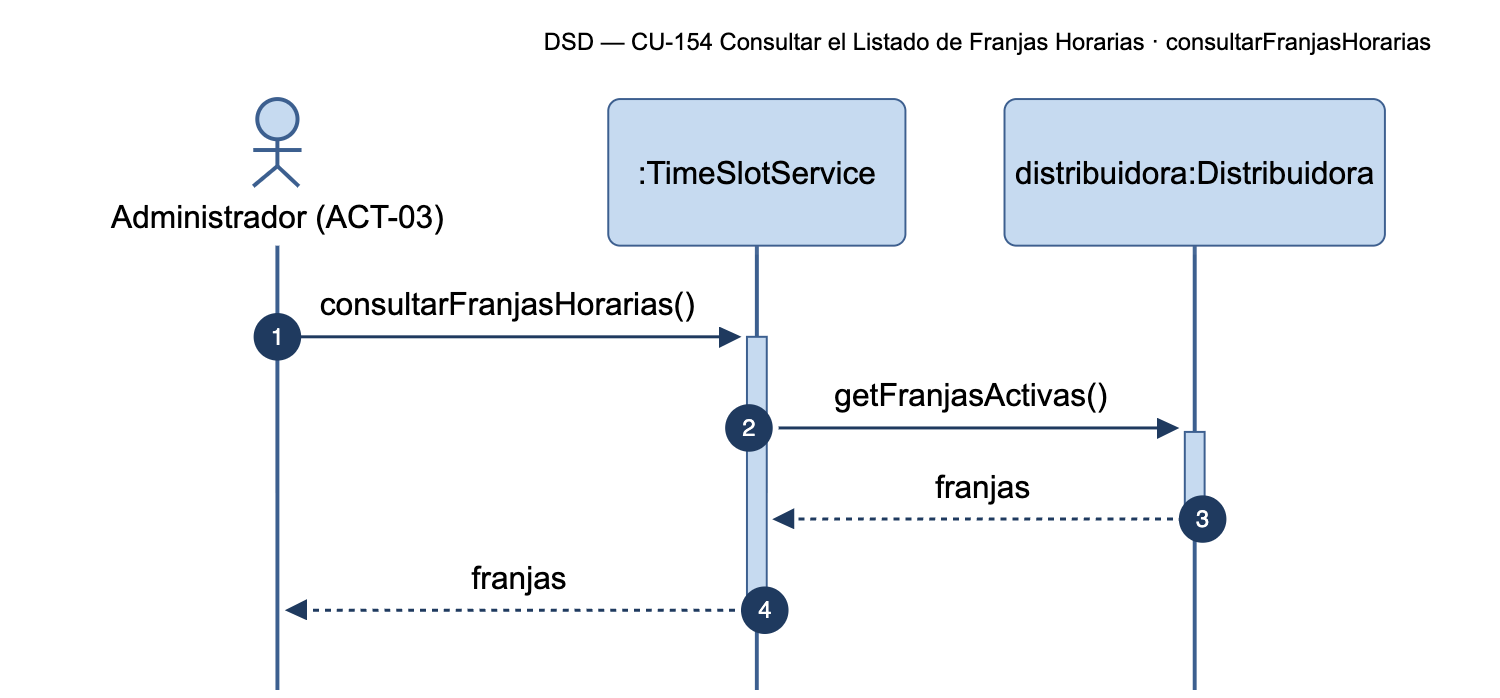 DSD — CU-154 Consultar el Listado de Franjas Horarias · consultarFranjasHorarias
:TimeSlotService
distribuidora:Distribuidora
Administrador (ACT-03)
consultarFranjasHorarias()
1
getFranjasActivas()
2
franjas
3
franjas
4